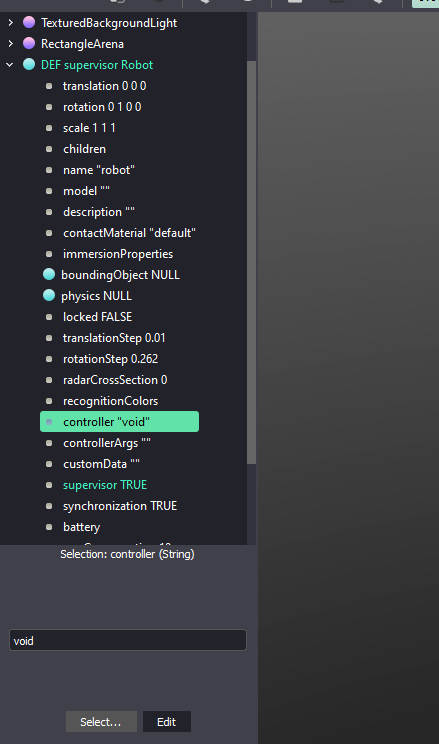 TexturedBackgroundLight
RectangleArena
DEF supervisor Robot
translation 0 0 0
rotation 0 1 0 0
scale 1 1 1
children
name "robot"
model ""
description ""
contactMaterial "default"
immersionProperties
boundingObject NULL
physics NULL
locked FALSE
translationStep 0.01
rotationStep 0.262
radarCrossSection 0
recognitionColors
controller "void"
controllerArgs ""
customData ""
supervisor TRUE
synchronization TRUE
battery
Selection: controller (String)
void
Select... Edit